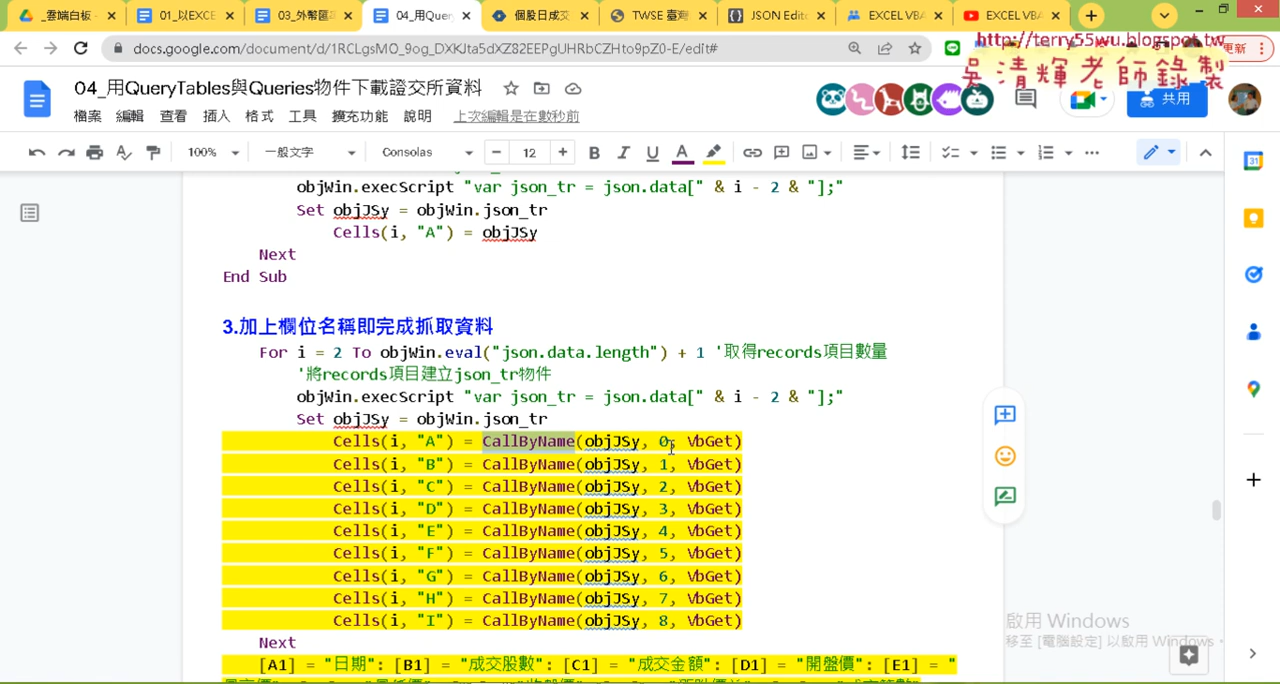 _雲端白板 -
01_以EXCE
03_外幣匯
04_用Quer
個股日成交
TWSE 臺灣
JSON Edit
EXCEL VBA
EXCEL VBA
docs.google.com/document/d/1RCLgsMO_9og_DXKJta5dXZ82EEPgUHRbCZHto9pZ0-E/edit#
更新
http://terry55wu.blogspot.tw
吳清輝老師錄製
04_用QueryTables與Queries物件下載證交所資料
檔案 編輯 查看 插入 格式 工具 擴充功能 說明 上次編輯是在數秒前
共用
100% 一般文字 Consolas 12 B I U A
objWin.execScript "var json_tr = json.data[" & i - 2 & "];"
Set objJSy = objWin.json_tr
Cells(i, "A") = objJSy
Next
End Sub
3.加上欄位名稱即完成抓取資料
For i = 2 To objWin.eval("json.data.length") + 1 '取得records項目數量
'將records項目建立json_tr物件
objWin.execScript "var json_tr = json.data[" & i - 2 & "];"
Set objJSy = objWin.json_tr
Cells(i, "A") = CallByName(objJSy, 0, VbGet)
Cells(i, "B") = CallByName(objJSy, 1, VbGet)
Cells(i, "C") = CallByName(objJSy, 2, VbGet)
Cells(i, "D") = CallByName(objJSy, 3, VbGet)
Cells(i, "E") = CallByName(objJSy, 4, VbGet)
Cells(i, "F") = CallByName(objJSy, 5, VbGet)
Cells(i, "G") = CallByName(objJSy, 6, VbGet)
Cells(i, "H") = CallByName(objJSy, 7, VbGet)
Cells(i, "I") = CallByName(objJSy, 8, VbGet)
Next
[A1] = "日期": [B1] = "成交股數": [C1] = "成交金額": [D1] = "開盤價": [E1] = "
啟用 Windows
移至 [電腦設定] 以啟用 Windows。